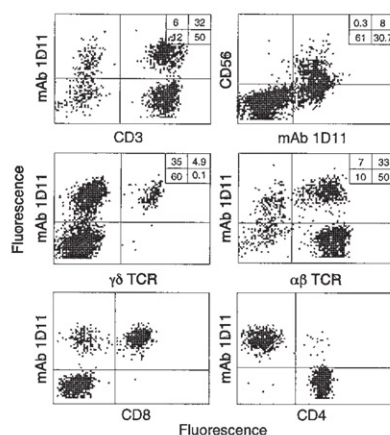 6 32
12 50
mAb 1D11
CD3
0.3 8
61 30.7
CD56
mAb 1D11
Fluorescence
35 4.9
60 0.1
mAb 1D11
γδ TCR
7 33
10 50
mAb 1D11
αβ TCR
mAb 1D11
CD8
mAb 1D11
CD4
Fluorescence